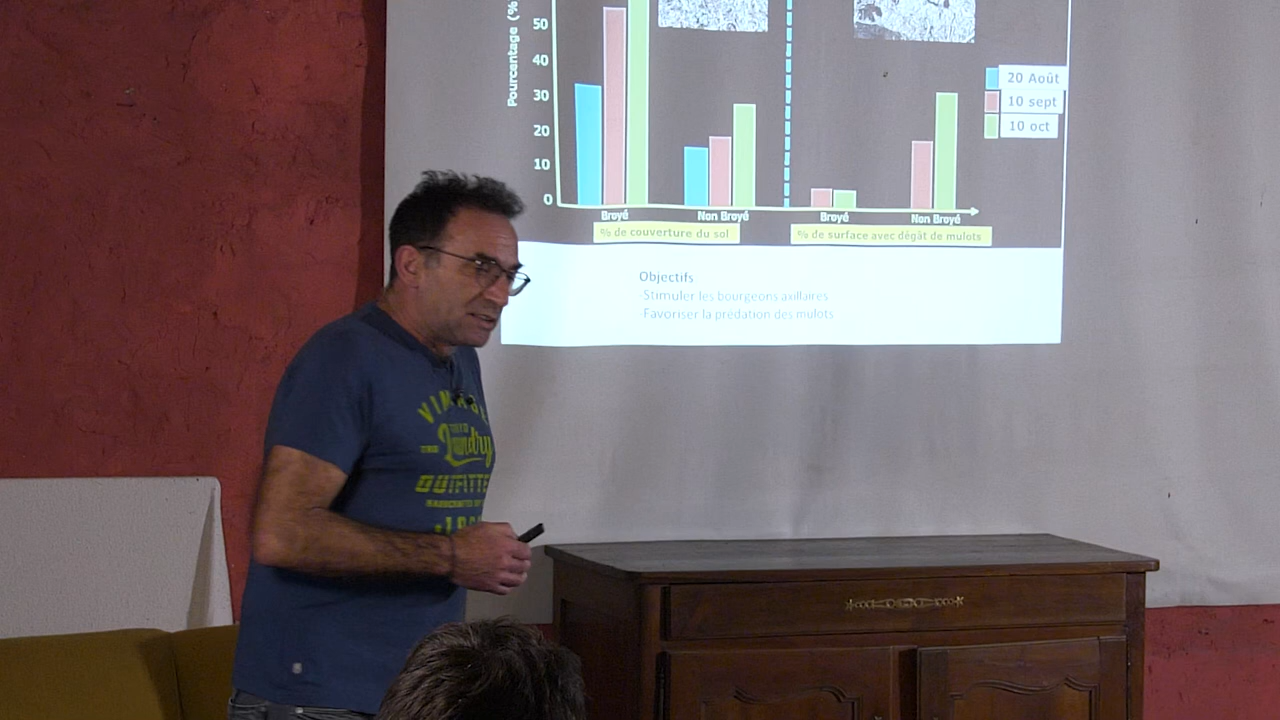 Pourcentage (%
50
40
30
20
10
0
20 Août
10 sept
10 oct
Broyé
Non Broyé
Broyé
Non Broyé
% de couverture du sol
% de surface avec dégât de mulots
Objectifs
-Stimuler les bourgeons axillaires
-Favoriser la prédation des mulots
Laundry
OUTFITTE